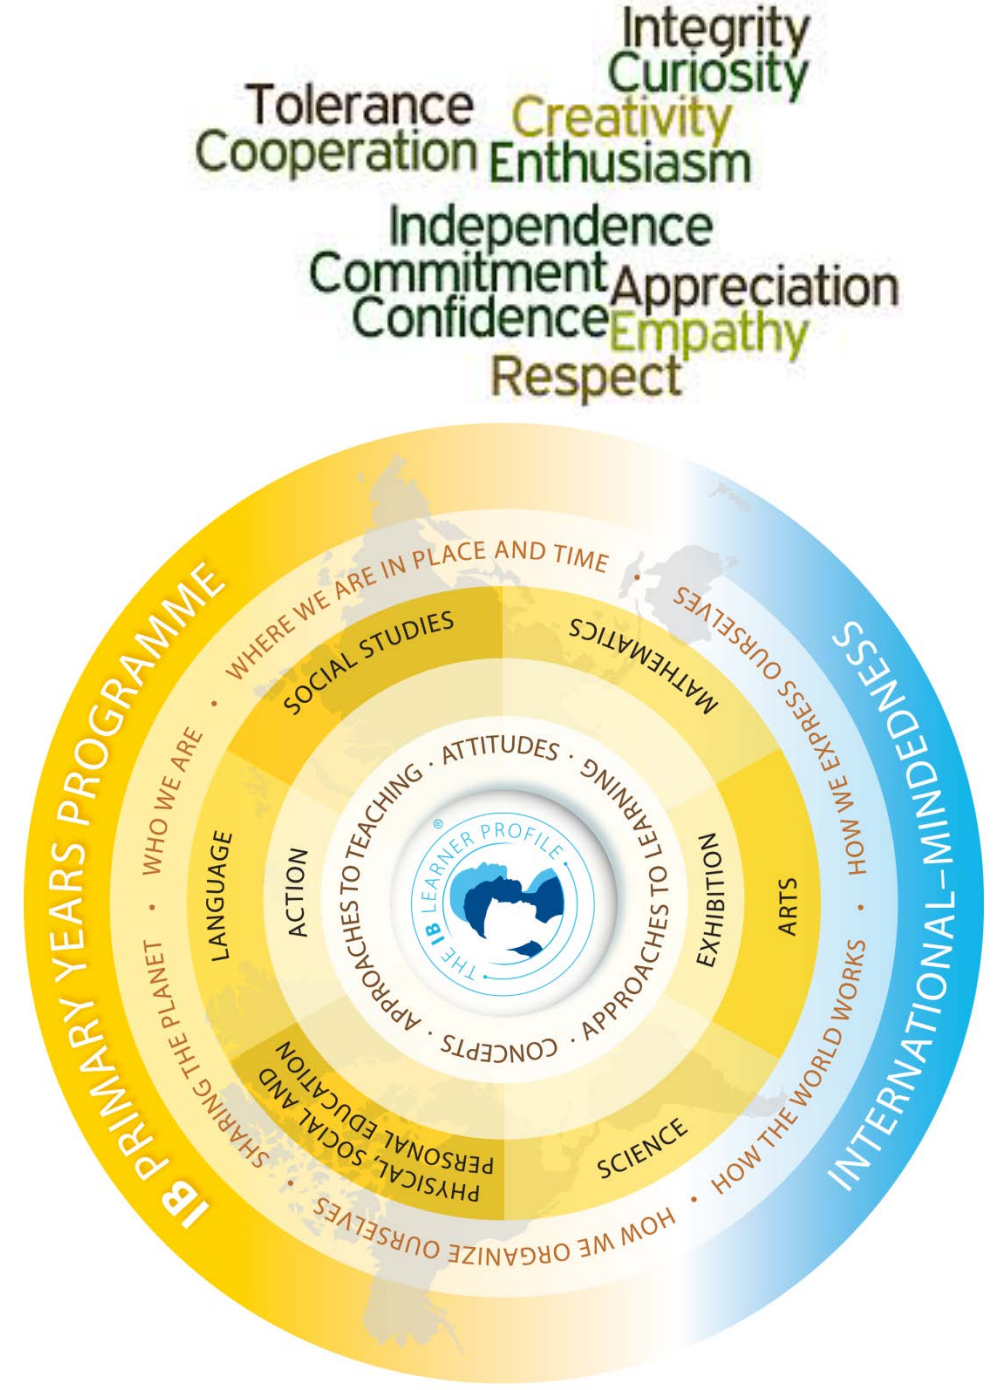 Integrity
Curiosity
Tolerance
Creativity
Cooperation
Enthusiasm
Independence
Commitment
Appreciation
Confidence
Empathy
Respect
IB PRIMARY YEARS PROGRAMME
INTERNATIONAL–MINDEDNESS
WHERE WE ARE IN PLACE AND TIME •
HOW WE EXPRESS OURSELVES •
HOW THE WORLD WORKS •
HOW WE ORGANIZE OURSELVES •
SHARING THE PLANET •
WHO WE ARE •
SOCIAL STUDIES
MATHEMATICS
ARTS
SCIENCE
PHYSICAL, SOCIAL AND
PERSONAL EDUCATION
LANGUAGE
ACTION
EXHIBITION
APPROACHES TO TEACHING · ATTITUDES · APPROACHES TO LEARNING · CONCEPTS ·
THE IB LEARNER PROFILE ®